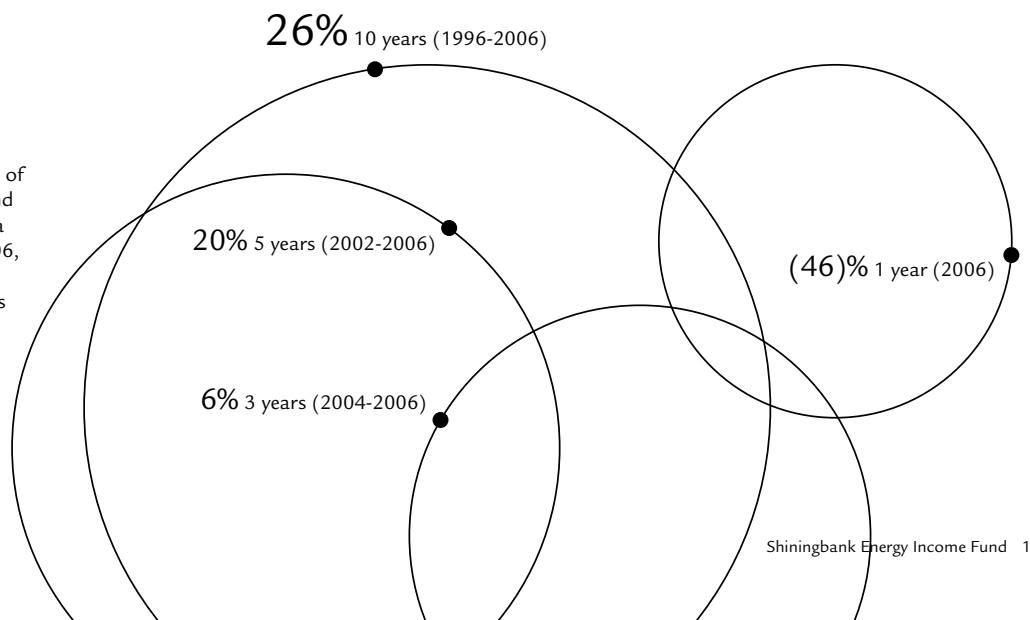 26% 10 years (1996-2006)
of
20% 5 years (2002-2006)
(46)% 1 year (2006)
6% 3 years (2004-2006)
Shiningbank Energy Income Fund 1